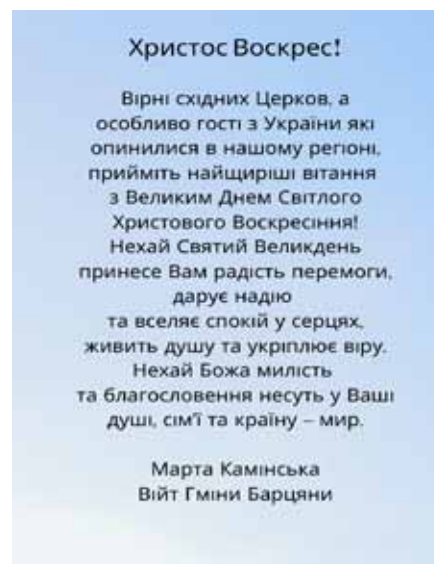 Христос Воскрес!
Вірні східних Церков, а
особливо гості з України які
опинилися в нашому регіоні,
прийміть найщиріші вітання
з Великим Днем Світлого
Христового Воскресіння!
Нехай Святий Великдень
принесе Вам радість перемоги,
дарує надію
та вселяє спокій у серцях,
живить душу та укріплює віру.
Нехай Божа милість
та благословення несуть у Ваші
душі, сім'ї та країну – мир.
Марта Камінська
Війт Гміни Барцяни